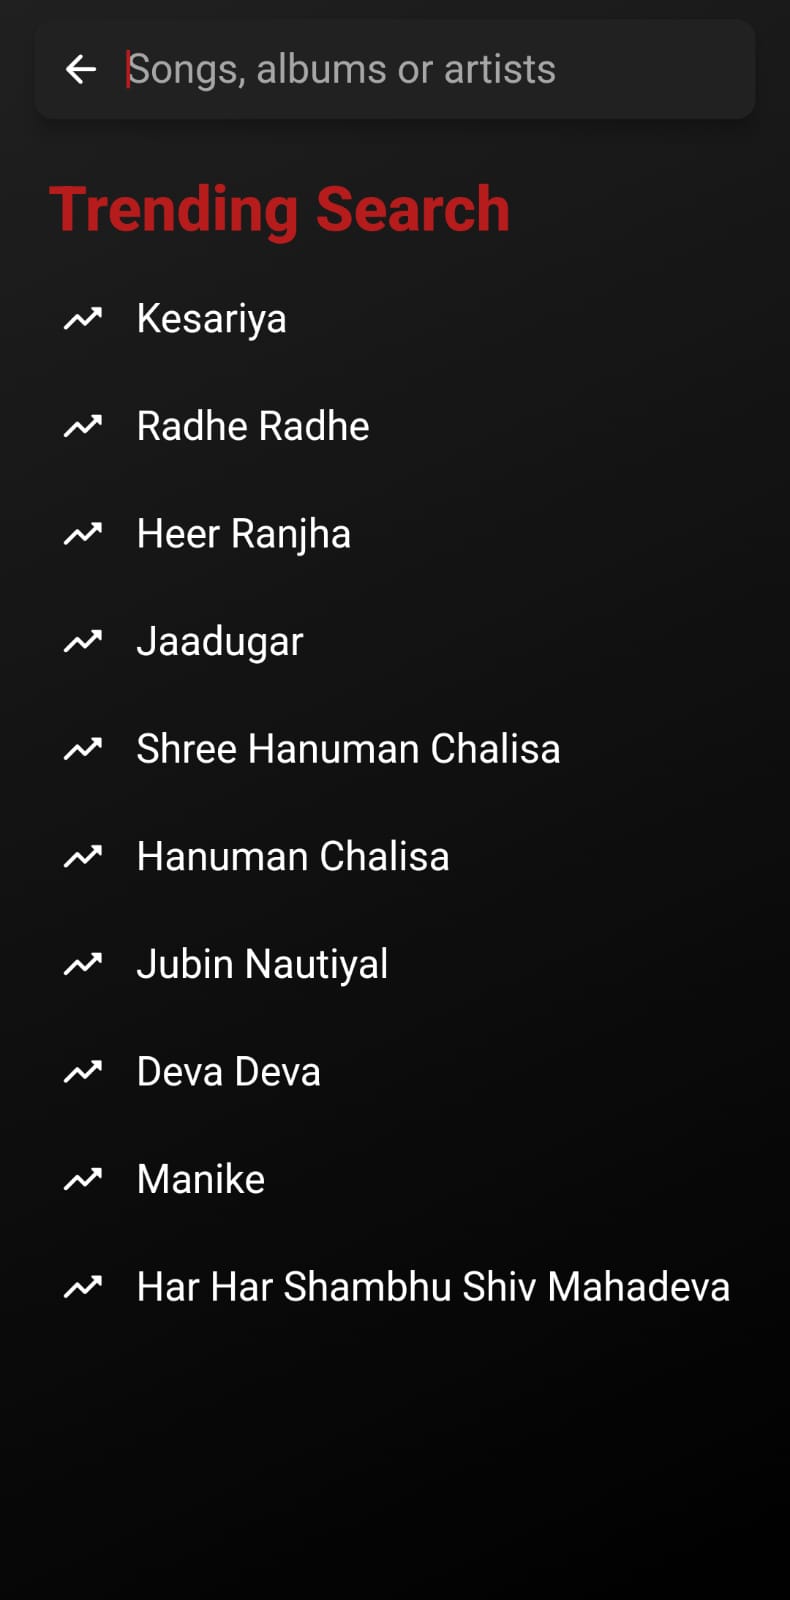 Songs, albums or artists
Trending Search
Kesariya
Radhe Radhe
Heer Ranjha
Jaadugar
Shree Hanuman Chalisa
Hanuman Chalisa
Jubin Nautiyal
Deva Deva
Manike
Har Har Shambhu Shiv Mahadeva